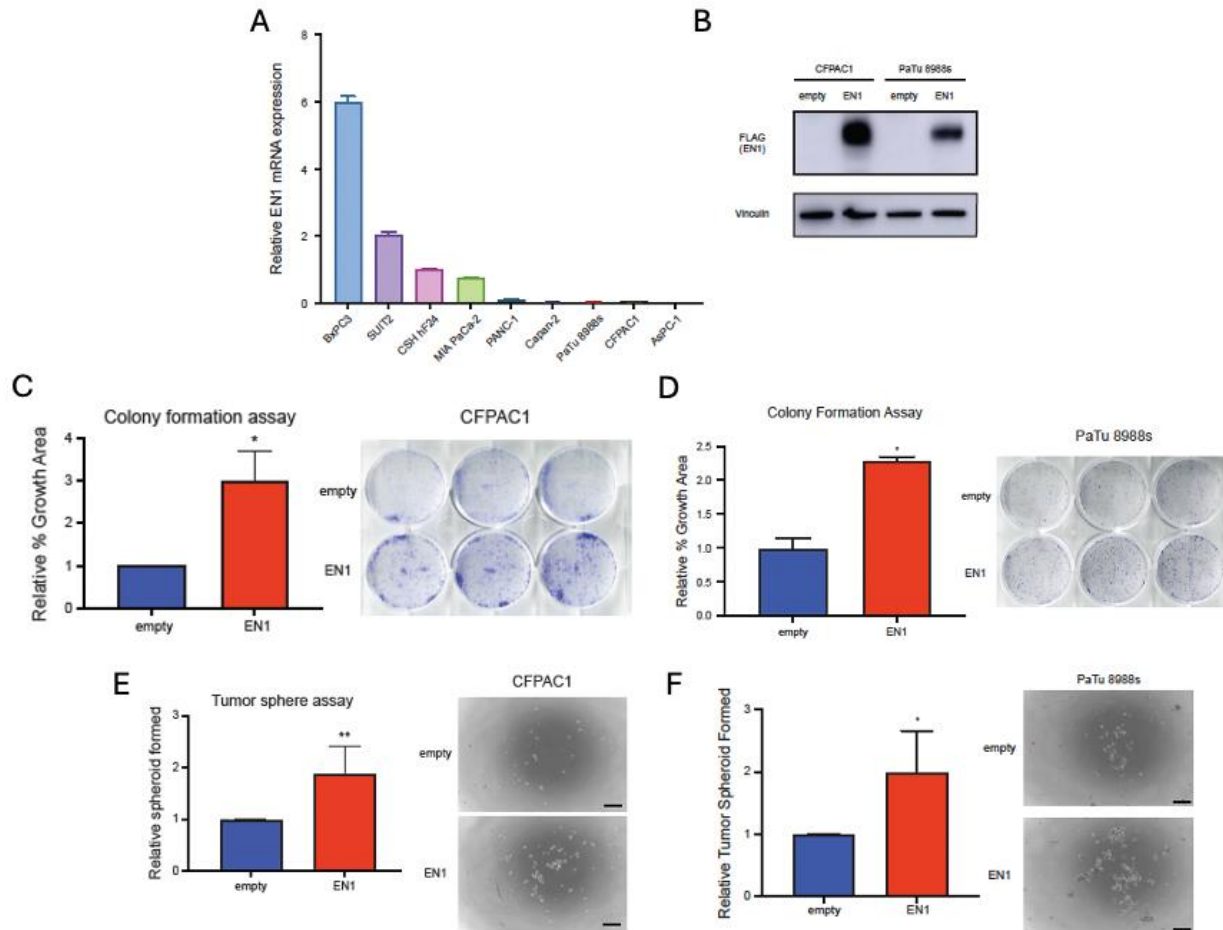 A
Relative EN1 mRNA expression
8
6
4
2
0
BxPC3
SUIT2
CSH hF24
MIA PaCa-2
PANC-1
Capan-2
PaTu 8988s
CFPAC1
AsPC-1
B
CFPAC1 PaTu 8988s
empty EN1 empty EN1
FLAG
(EN1)
Vinculin
C
Colony formation assay
Relative % Growth Area
4
3
2
1
0
*
empty EN1
CFPAC1
empty
EN1
D
Colony Formation Assay
Relative % Growth Area
2.5
2.0
1.5
1.0
0.5
0.0
*
empty EN1
PaTu 8988s
empty
EN1
E
Tumor sphere assay
Relative spheroid formed
3
2
1
0
**
empty EN1
CFPAC1
empty
EN1
F
Relative Tumor Spheroid Formed
3
2
1
0
*
empty EN1
PaTu 8988s
empty
EN1